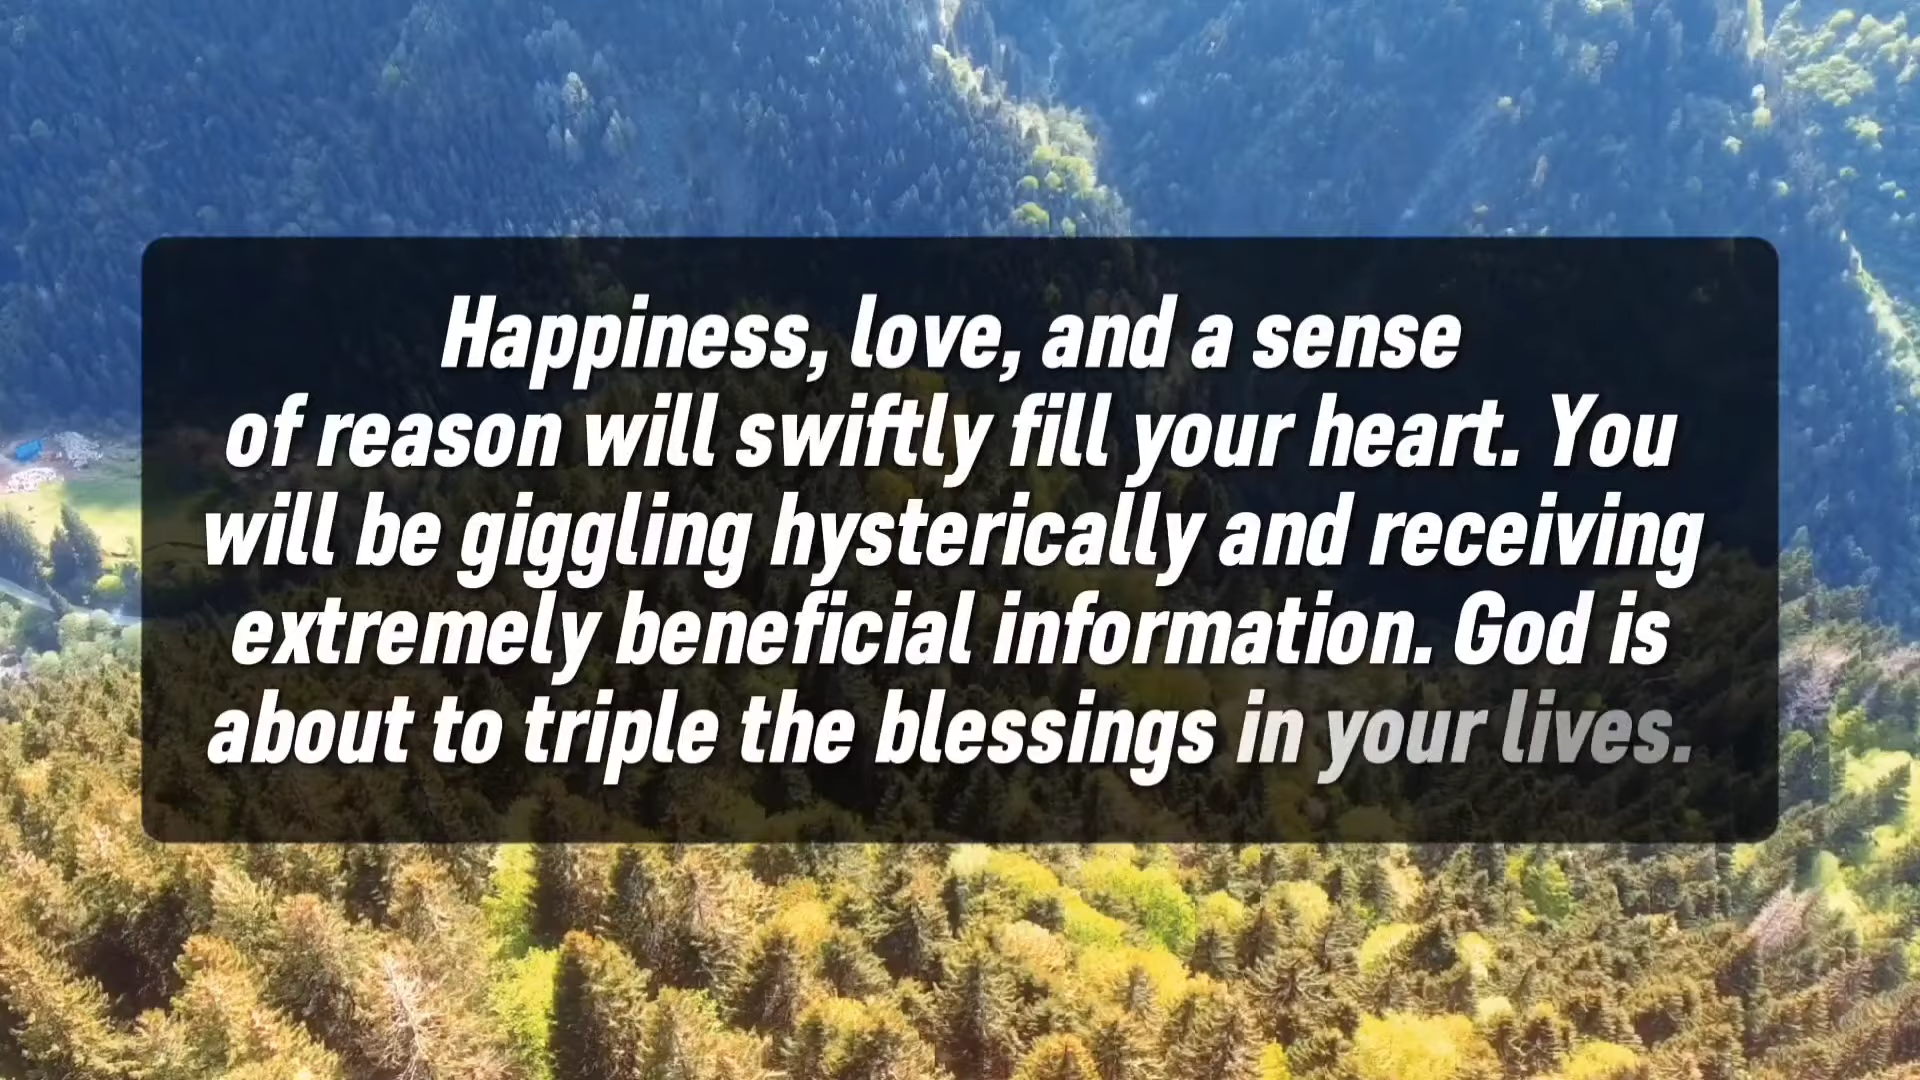 Happiness, love, and a sense
of reason will swiftly fill your heart. You
will be giggling hysterically and receiving
extremely beneficial information. God is
about to triple the blessings in your lives.